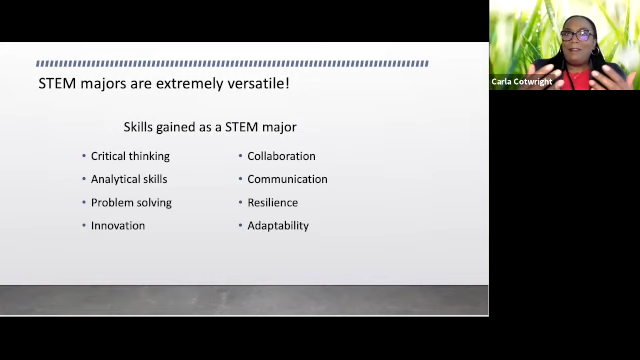 STEM majors are extremely versatile!
Skills gained as a STEM major
• Critical thinking
• Analytical skills
• Problem solving
• Innovation
• Collaboration
• Communication
• Resilience
• Adaptability
Carla Cotwright